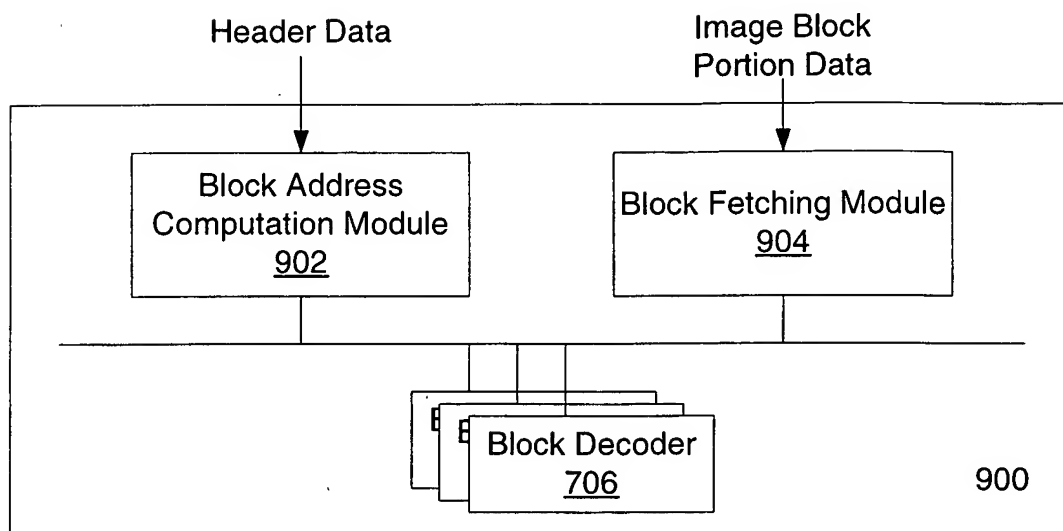 Header Data
Image Block
Portion Data
Block Address
Computation Module
902
Block Fetching Module
904
Block Decoder
706
900